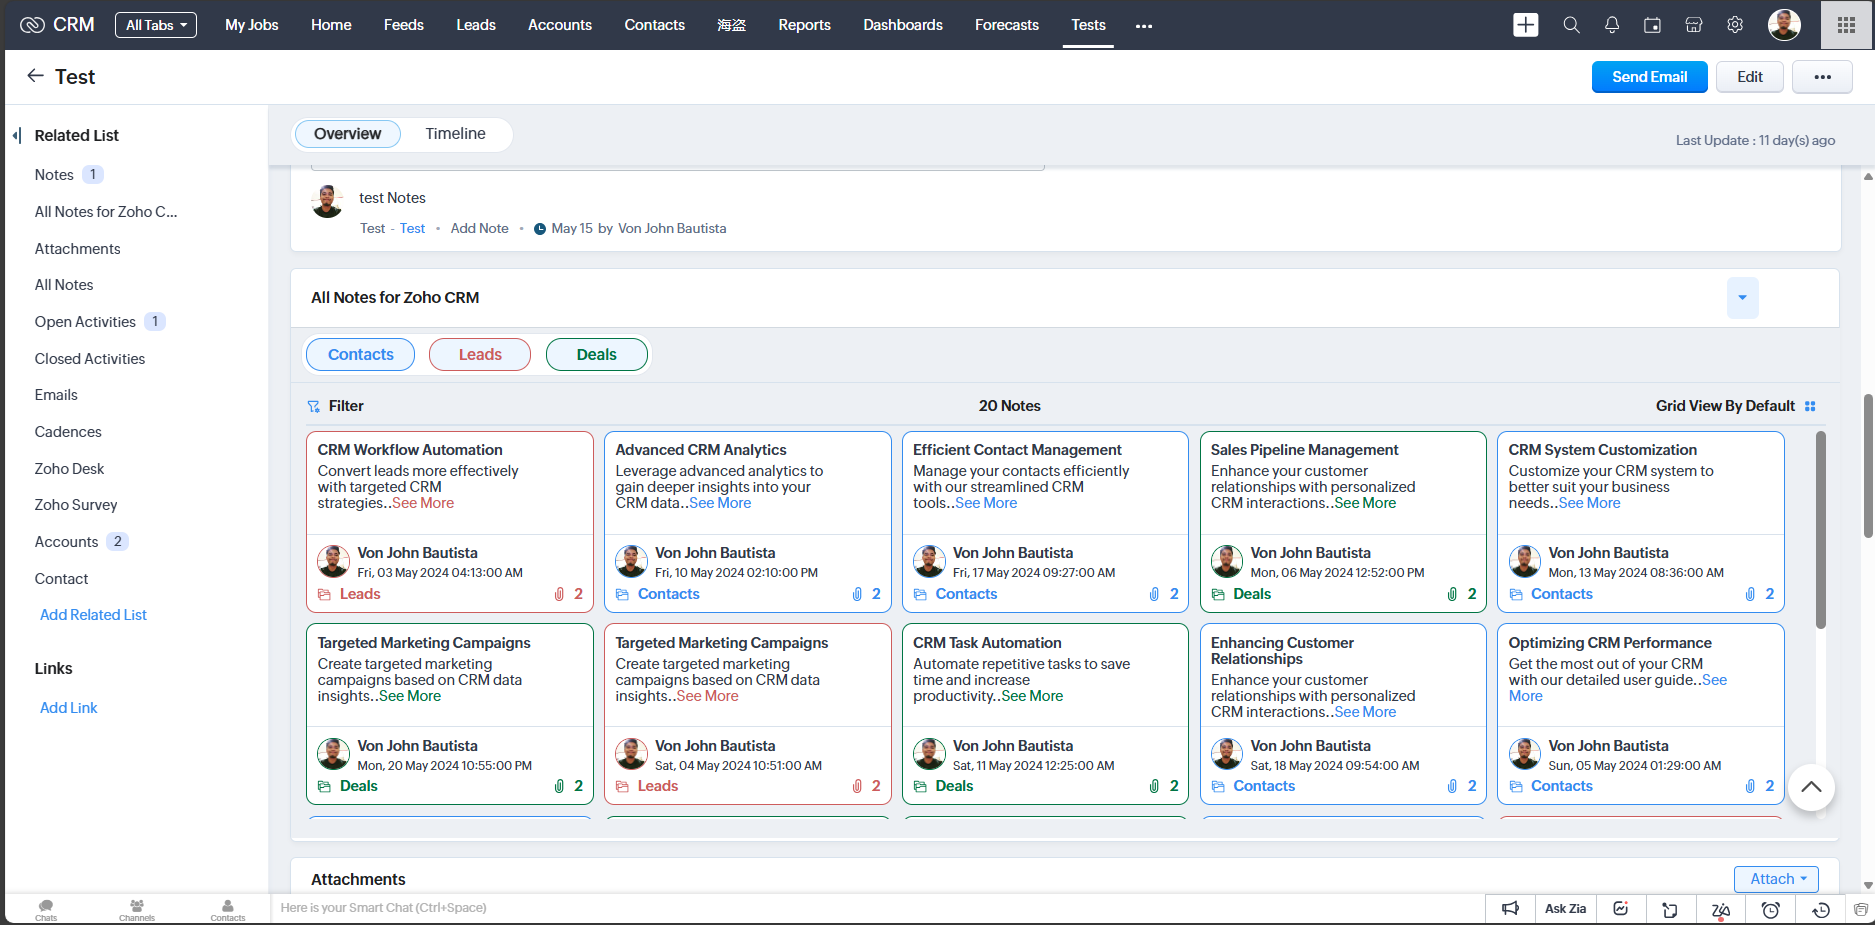 CRM
All Tabs
My Jobs
Home
Feeds
Leads
Accounts
Contacts
海盗
Reports
Dashboards
Forecasts
Tests
Test
Send Email
Edit
Related List
Notes 1
All Notes for Zoho C...
Attachments
All Notes
Open Activities 1
Closed Activities
Emails
Cadences
Zoho Desk
Zoho Survey
Accounts 2
Contact
Add Related List
Links
Add Link
Overview
Timeline
Last Update : 11 day(s) ago
test Notes
Test - Test • Add Note • May 15 by Von John Bautista
All Notes for Zoho CRM
Contacts
Leads
Deals
Filter
20 Notes
Grid View By Default
CRM Workflow Automation
Convert leads more effectively
with targeted CRM
strategies..See More
Von John Bautista
Fri, 03 May 2024 04:13:00 AM
Leads 2
Advanced CRM Analytics
Leverage advanced analytics to
gain deeper insights into your
CRM data..See More
Von John Bautista
Fri, 10 May 2024 02:10:00 PM
Contacts 2
Efficient Contact Management
Manage your contacts efficiently
with our streamlined CRM
tools..See More
Von John Bautista
Fri, 17 May 2024 09:27:00 AM
Contacts 2
Sales Pipeline Management
Enhance your customer
relationships with personalized
CRM interactions..See More
Von John Bautista
Mon, 06 May 2024 12:52:00 PM
Deals 2
CRM System Customization
Customize your CRM system to
better suit your business
needs..See More
Von John Bautista
Mon, 13 May 2024 08:36:00 AM
Contacts 2
Targeted Marketing Campaigns
Create targeted marketing
campaigns based on CRM data
insights..See More
Von John Bautista
Mon, 20 May 2024 10:55:00 PM
Deals 2
Targeted Marketing Campaigns
Create targeted marketing
campaigns based on CRM data
insights..See More
Von John Bautista
Sat, 04 May 2024 10:51:00 AM
Leads 2
CRM Task Automation
Automate repetitive tasks to save
time and increase
productivity..See More
Von John Bautista
Sat, 11 May 2024 12:25:00 AM
Deals 2
Enhancing Customer
Relationships
Enhance your customer
relationships with personalized
CRM interactions..See More
Von John Bautista
Sat, 18 May 2024 09:54:00 AM
Contacts 2
Optimizing CRM Performance
Get the most out of your CRM
with our detailed user guide..See
More
Von John Bautista
Sun, 05 May 2024 01:29:00 AM
Contacts 2
Attachments
Attach
Chats
Channels
Contacts
Here is your Smart Chat (Ctrl+Space)
Ask Zia